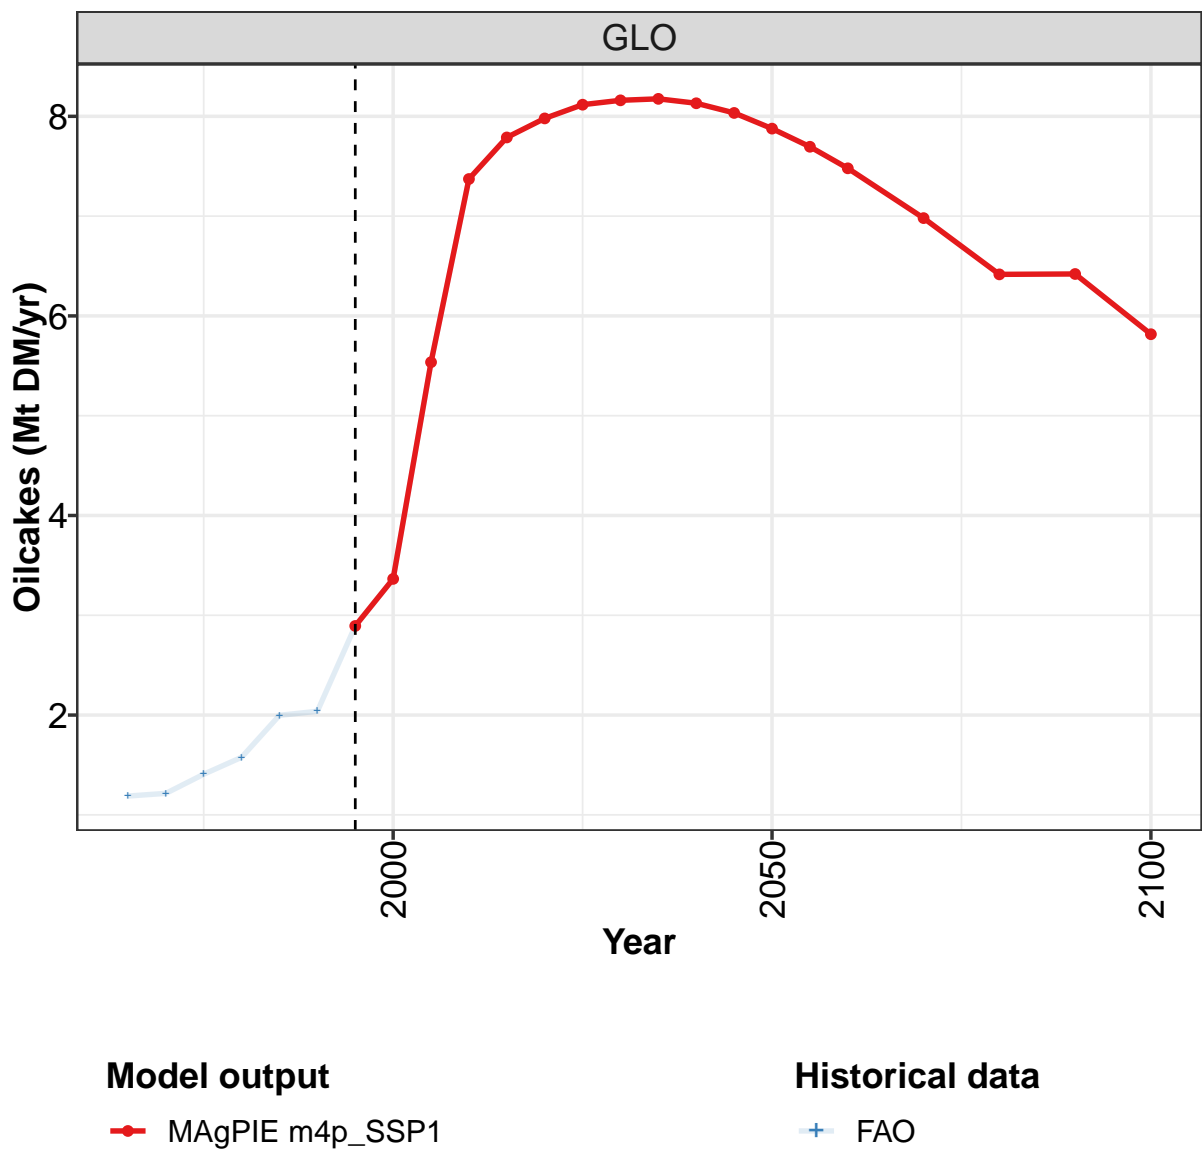 GLO
Oilcakes (Mt DM/yr)
8
6
4
2
2000
2050
2100
Year
Model output
MAgPIE m4p_SSP1
Historical data
FAO